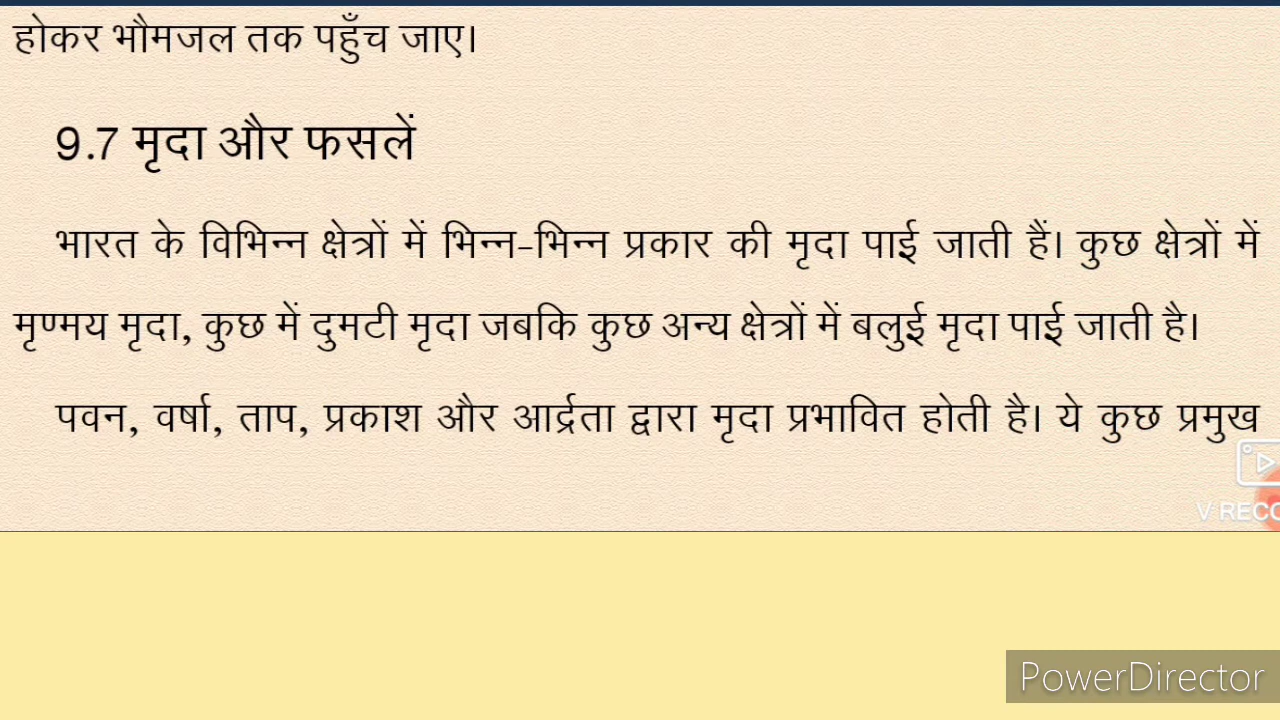 होकर भौमजल तक पहुँच जाए।
9.7 मृदा और फसलें
भारत के विभिन्न क्षेत्रों में भिन्न-भिन्न प्रकार की मृदा पाई जाती हैं। कुछ क्षेत्रों में
मृण्मय मृदा, कुछ में दुमटी मृदा जबकि कुछ अन्य क्षेत्रों में बलुई मृदा पाई जाती है।
पवन, वर्षा, ताप, प्रकाश और आर्द्रता द्वारा मृदा प्रभावित होती है। ये कुछ प्रमुख
V RECO
PowerDirector